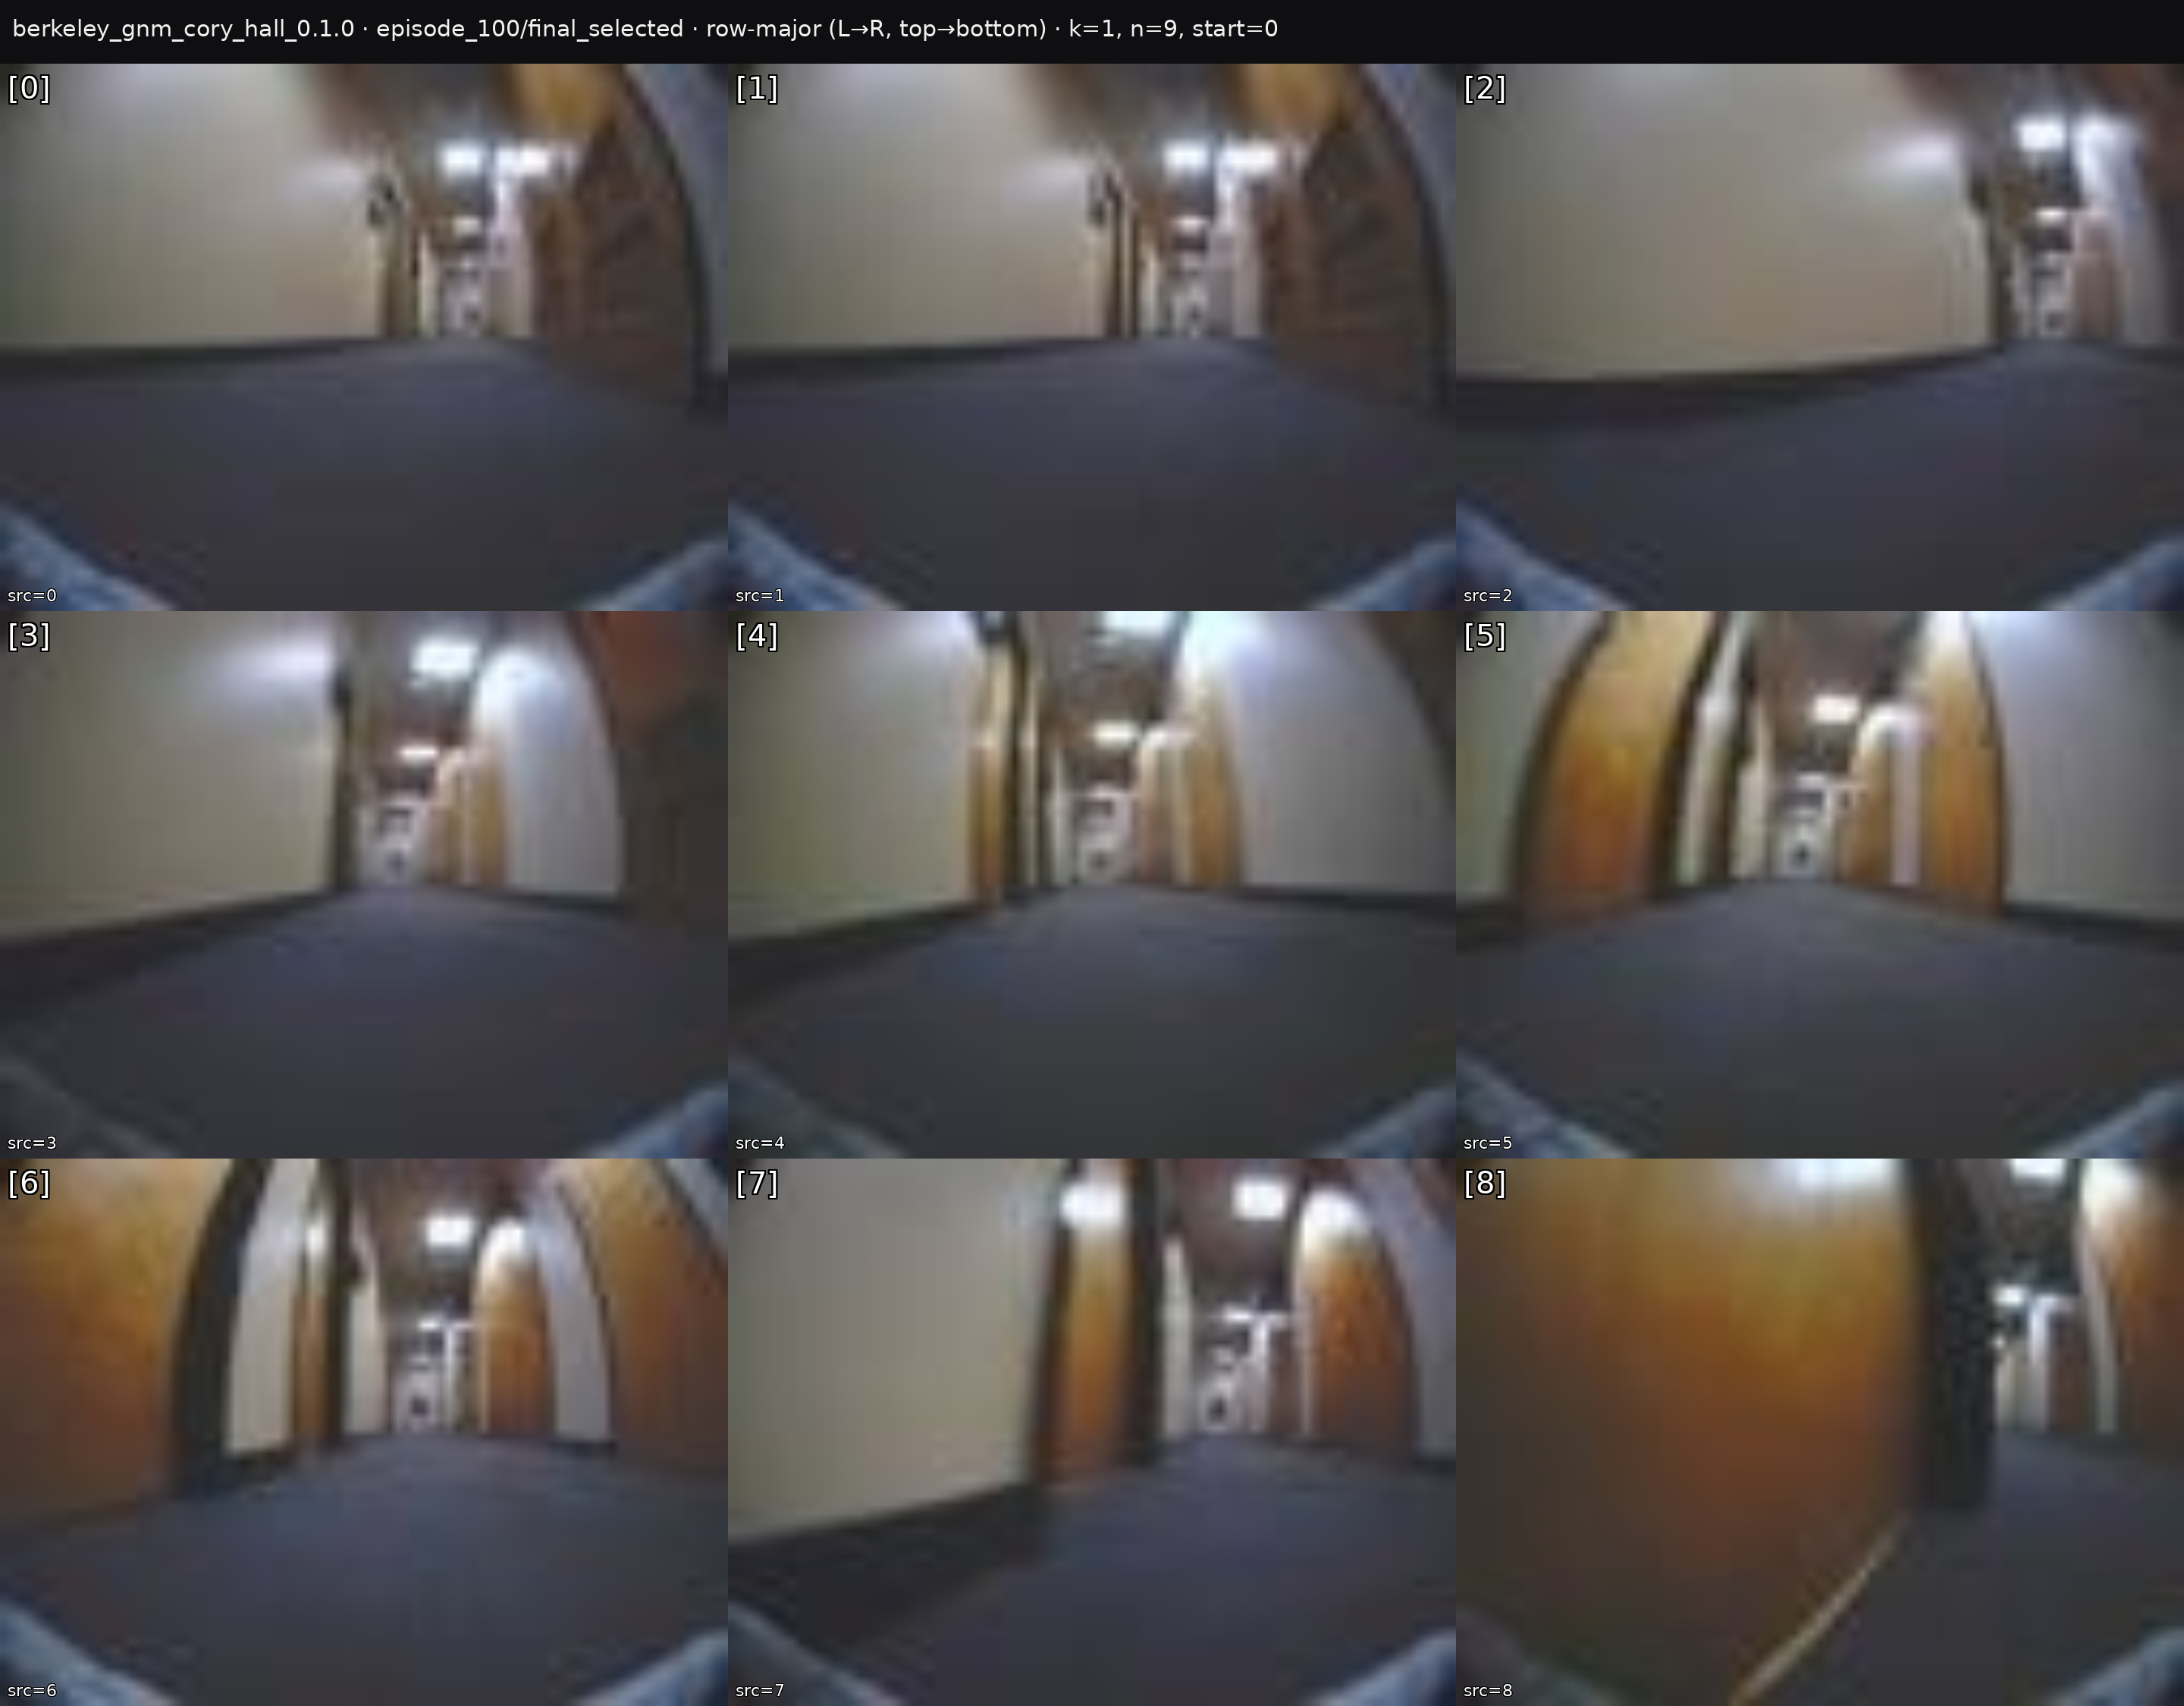 berkeley_gnm_cory_hall_0.1.0 · episode_100/final_selected · row-major (L→R, top→bottom) · k=1, n=9, start=0
[0] [1] [2]
src=0 src=1 src=2
[3] [4] [5]
src=3 src=4 src=5
[6] [7] [8]
src=6 src=7 src=8